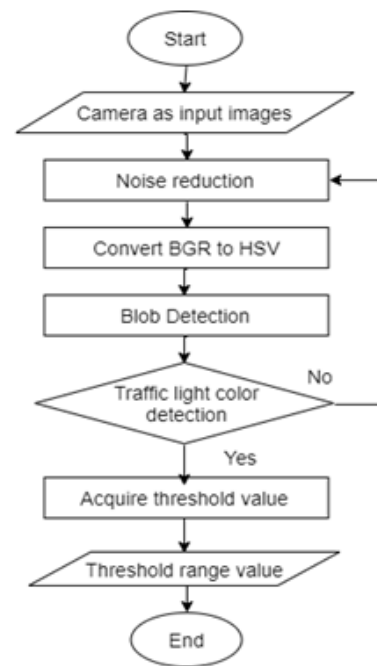 Start
Camera as input images
Noise reduction
Convert BGR to HSV
Blob Detection
Traffic light color
detection
No
Yes
Acquire threshold value
Threshold range value
End